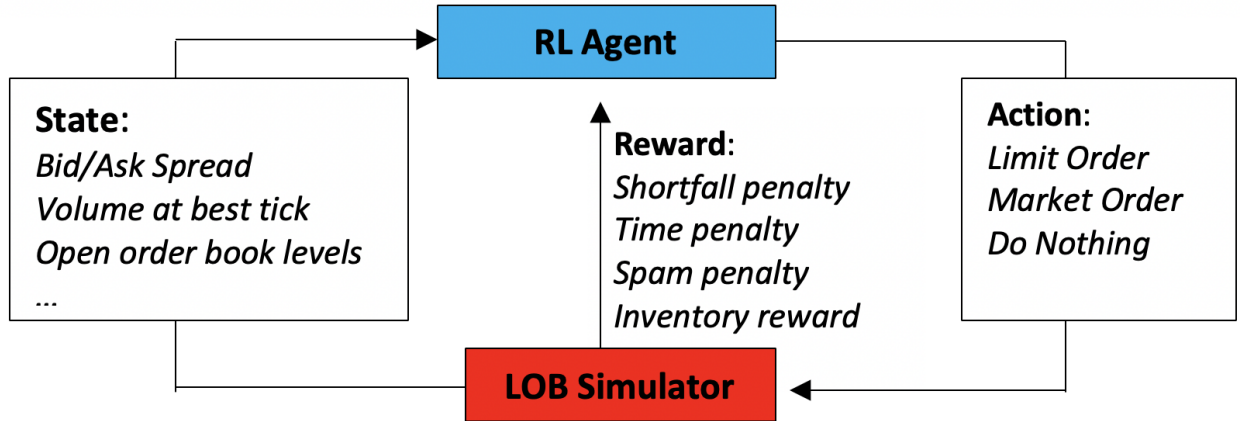 RL Agent
State:
Bid/Ask Spread
Volume at best tick
Open order book levels
...
Reward:
Shortfall penalty
Time penalty
Spam penalty
Inventory reward
Action:
Limit Order
Market Order
Do Nothing
LOB Simulator